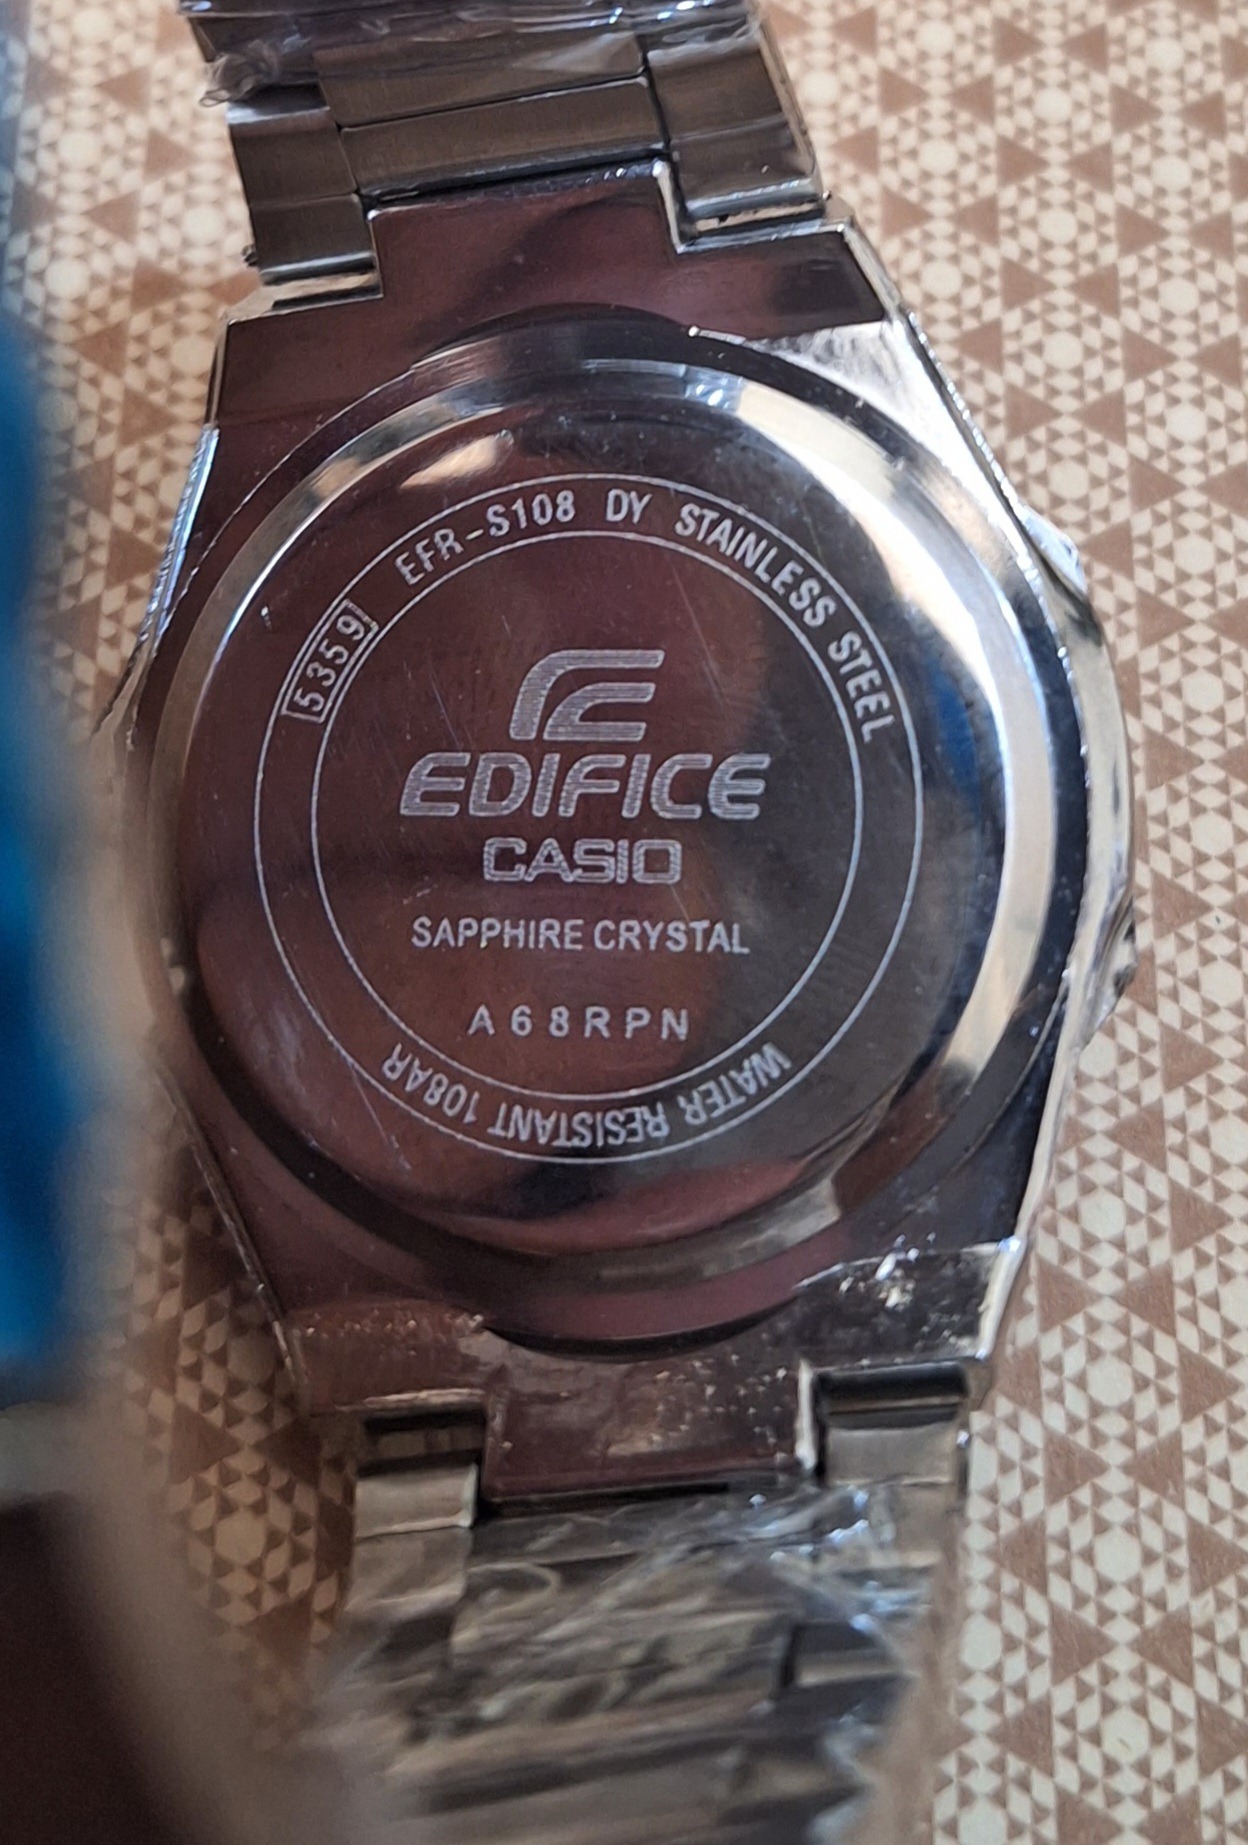 5359 EFR-S108 DY STAINLESS STEEL
EDIFICE
CASIO
SAPPHIRE CRYSTAL
A68RPN
WATER RESISTANT 108AR